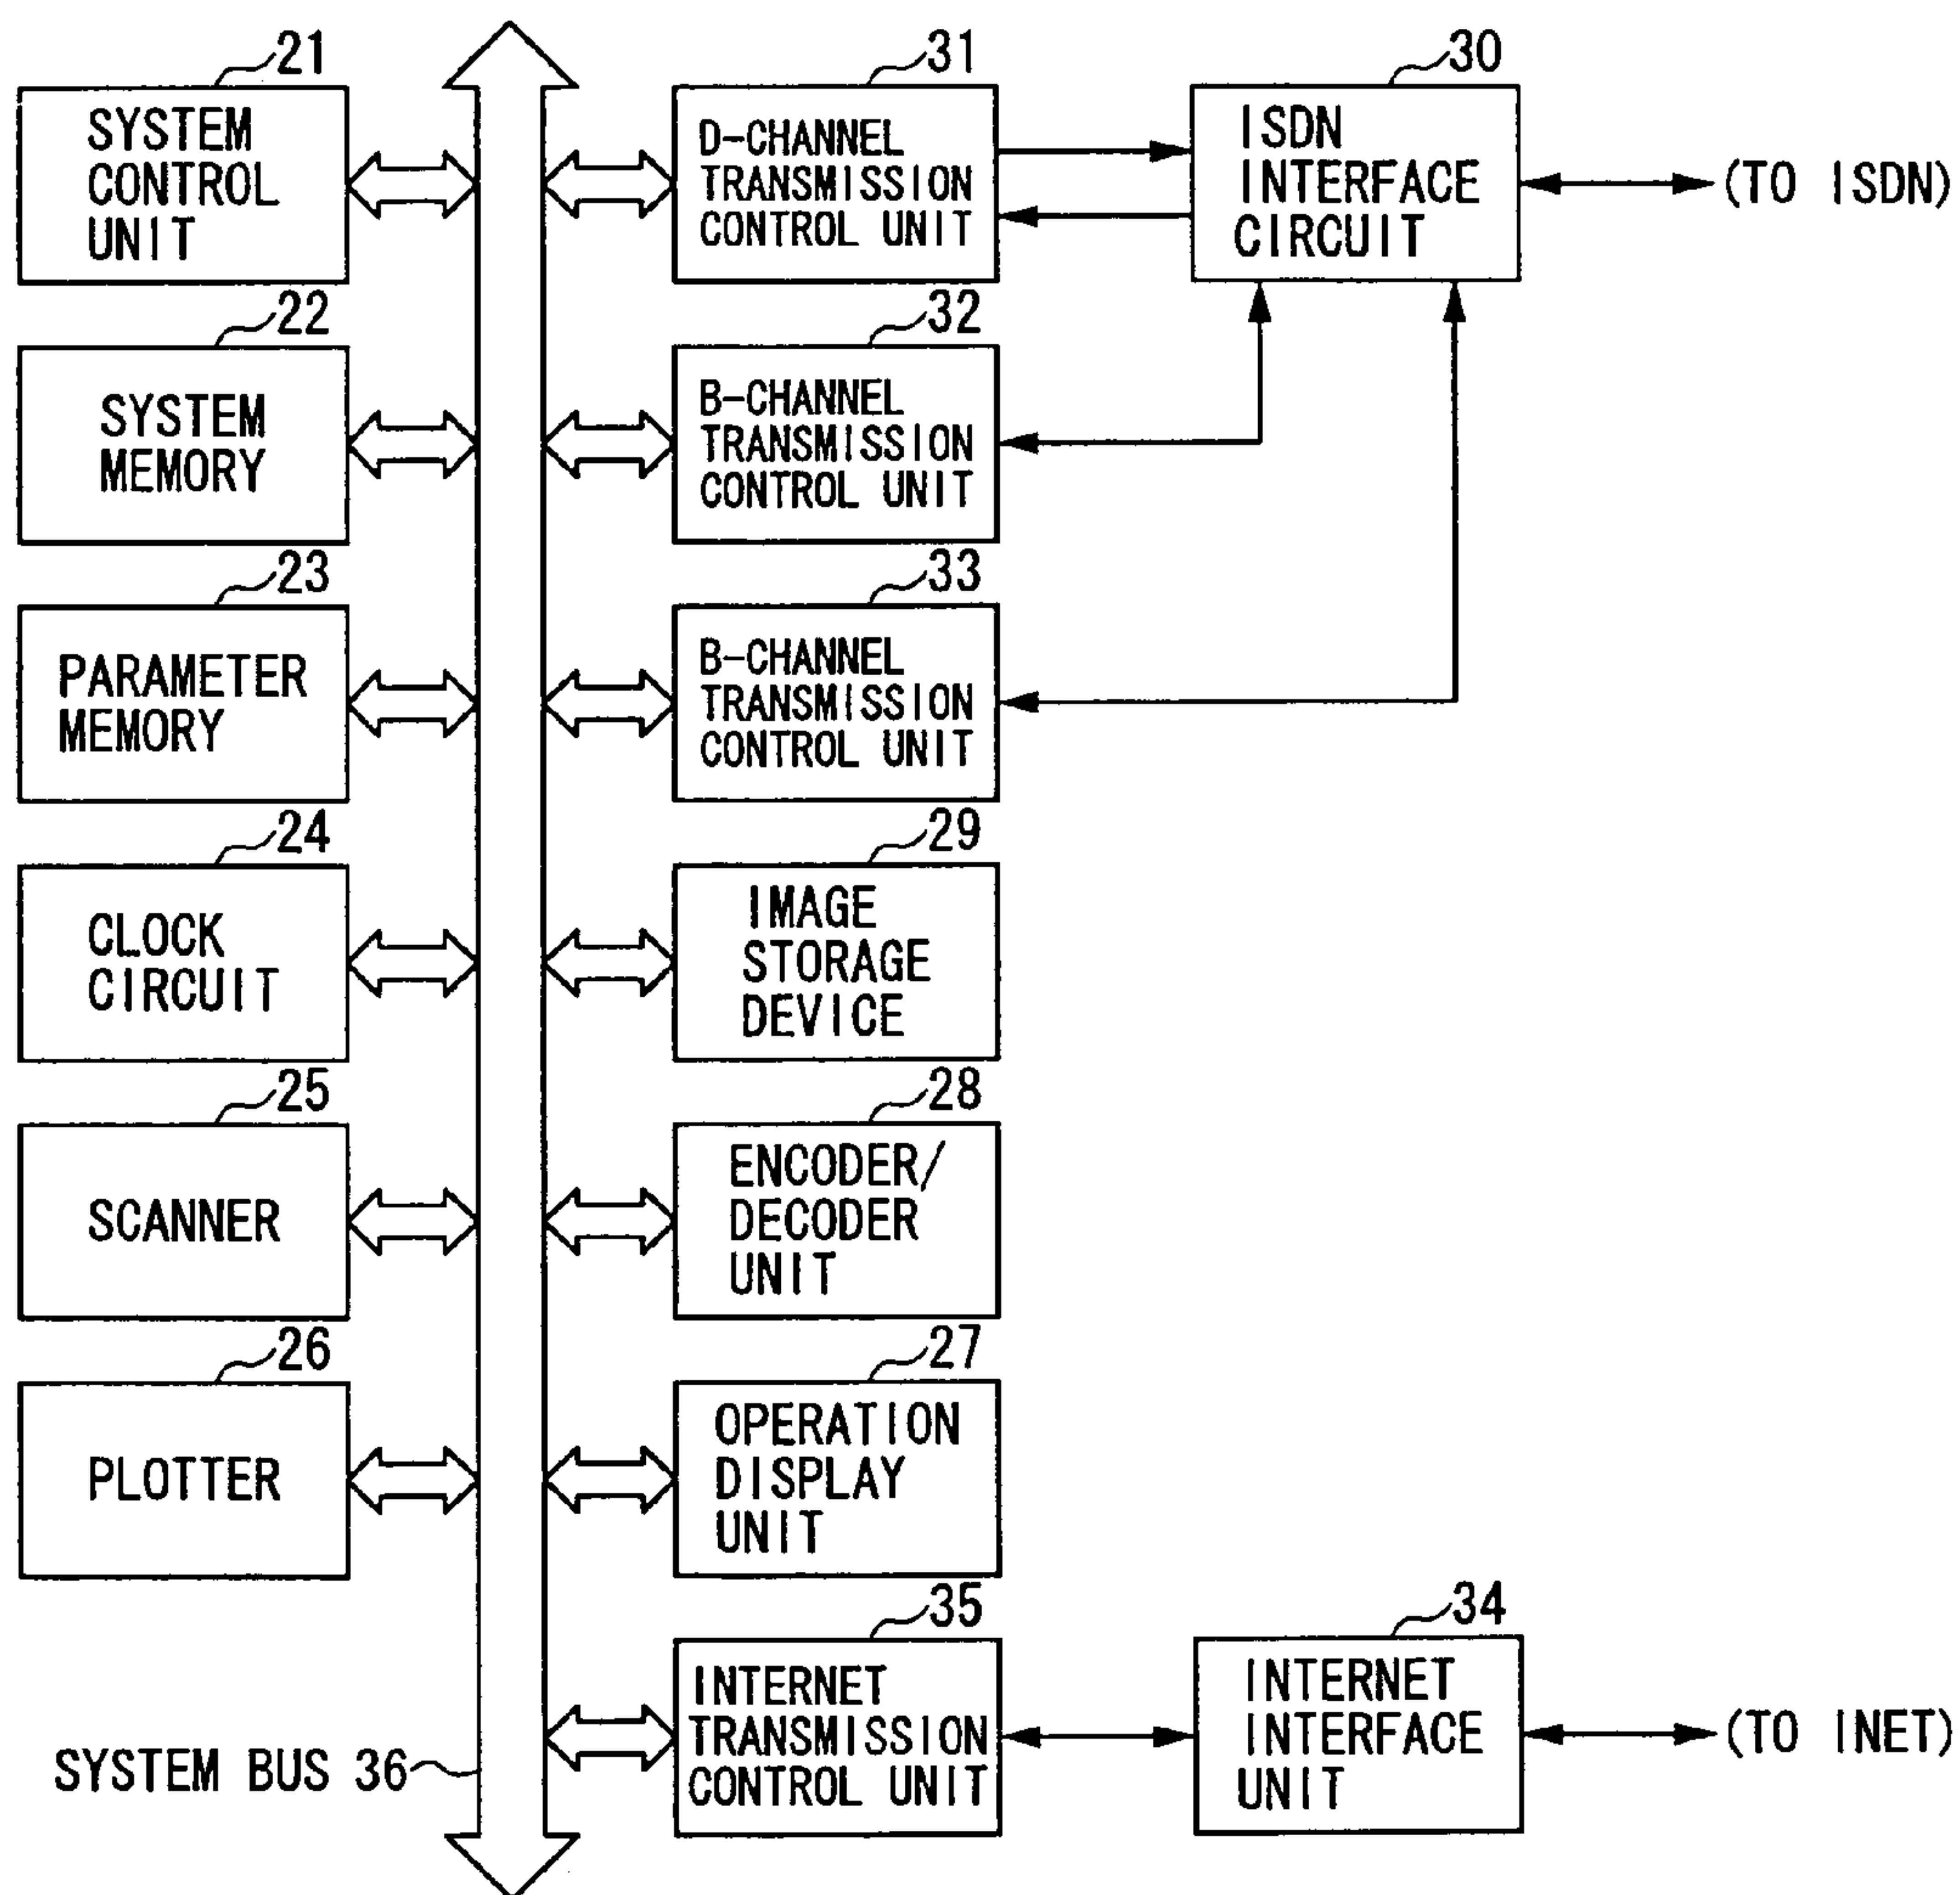 21
SYSTEM
CONTROL
UNIT
22
SYSTEM
MEMORY
23
PARAMETER
MEMORY
24
CLOCK
CIRCUIT
25
SCANNER
26
PLOTTER
SYSTEM BUS 36
31
D-CHANNEL
TRANSMISSION
CONTROL UNIT
32
B-CHANNEL
TRANSMISSION
CONTROL UNIT
33
B-CHANNEL
TRANSMISSION
CONTROL UNIT
29
IMAGE
STORAGE
DEVICE
28
ENCODER/
DECODER
UNIT
27
OPERATION
DISPLAY
UNIT
35
INTERNET
TRANSMISSION
CONTROL UNIT
30
ISDN
INTERFACE
CIRCUIT
(TO ISDN)
34
INTERNET
INTERFACE
UNIT
(TO INET)